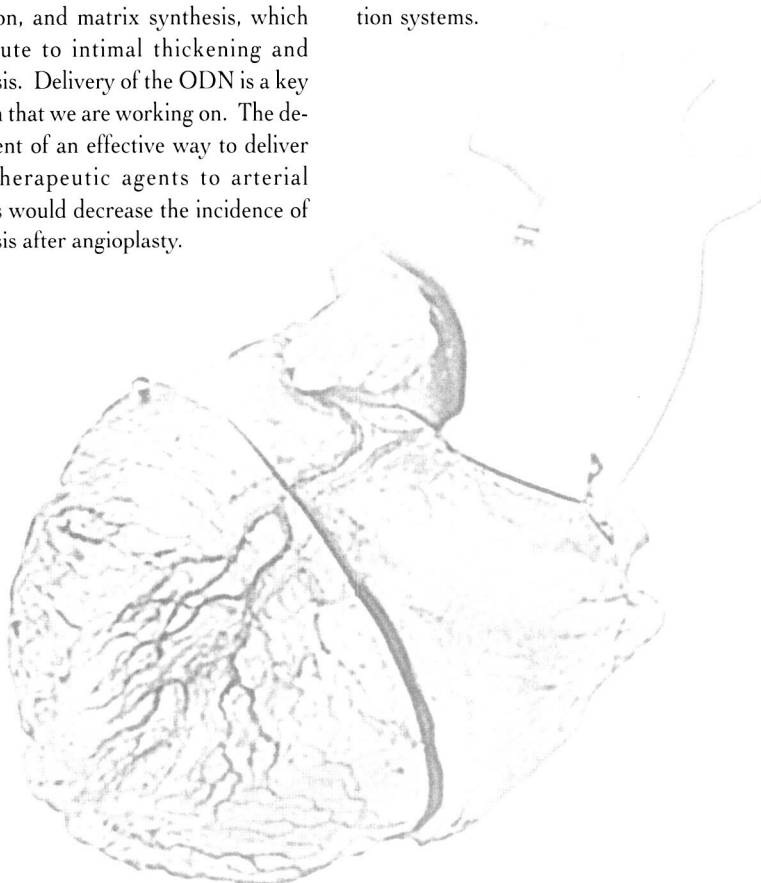 on, and matrix synthesis, which
ute to intimal thickening and
sis. Delivery of the ODN is a key
that we are working on. The de-
ent of an effective way to deliver
herapeutic agents to arterial
s would decrease the incidence of
sis after angioplasty.
tion systems.